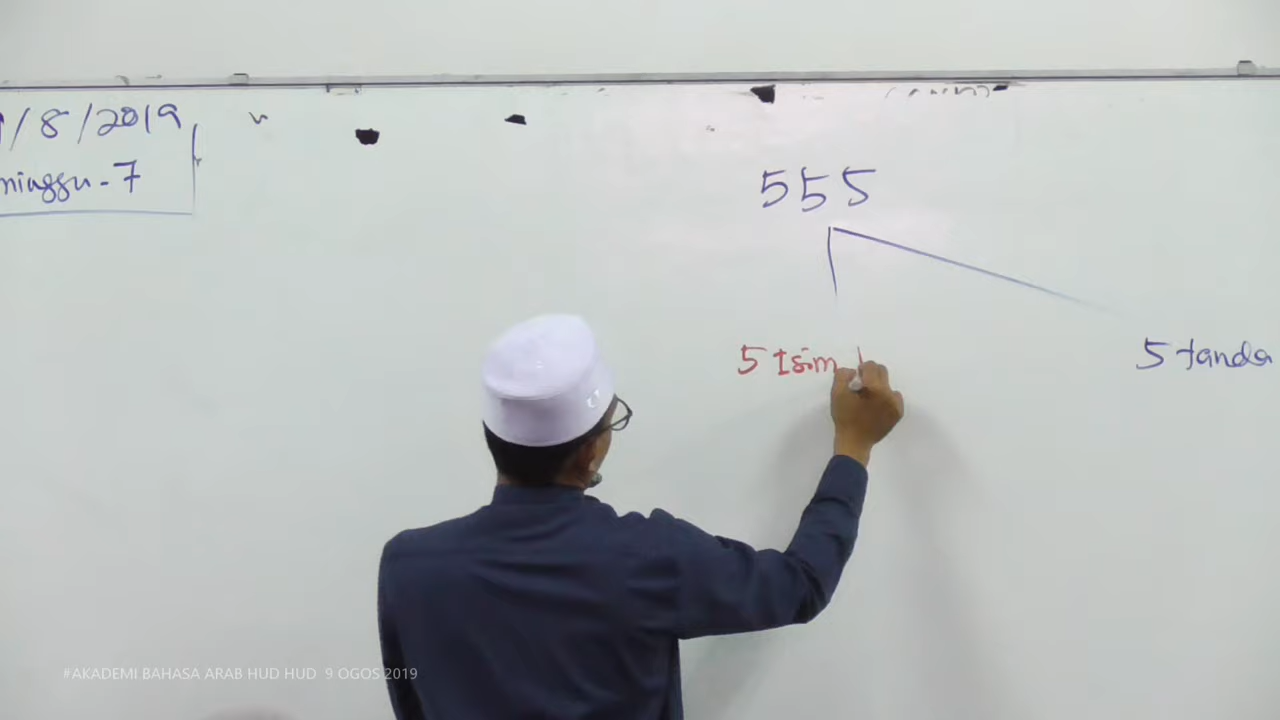 /8/2019
minggu-7
555
5 Isim
5 tanda
#AKADEMI BAHASA ARAB HUD HUD 9 OGOS 2019